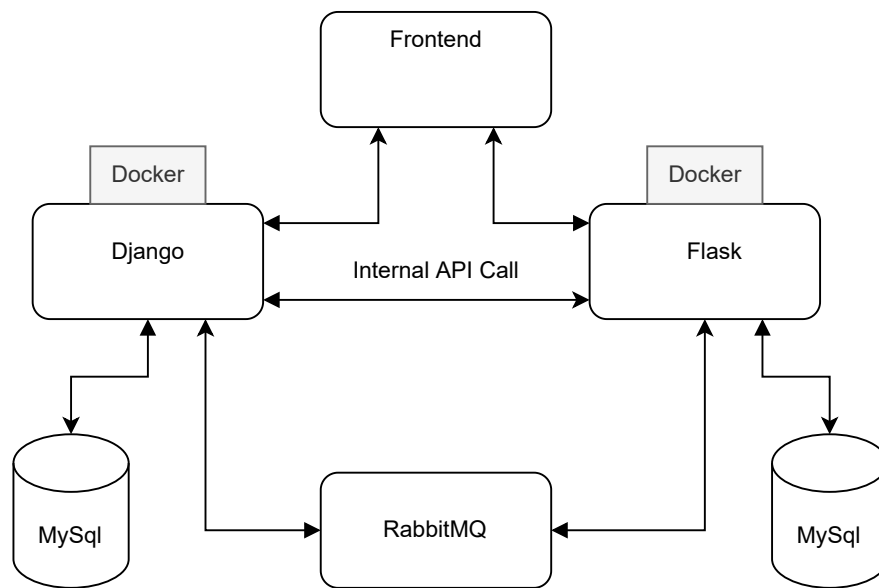 Frontend
Docker
Docker
Django
Flask
Internal API Call
RabbitMQ
MySql
MySql